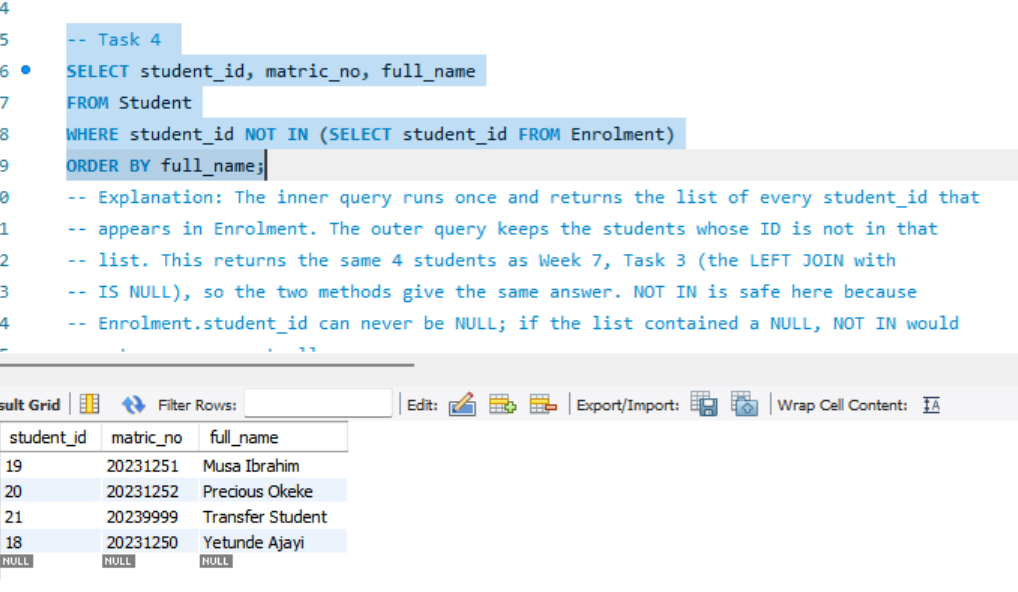 4
5 -- Task 4
6 SELECT student_id, matric_no, full_name
7 FROM Student
8 WHERE student_id NOT IN (SELECT student_id FROM Enrolment)
9 ORDER BY full_name;
0 -- Explanation: The inner query runs once and returns the list of every student_id that
1 -- appears in Enrolment. The outer query keeps the students whose ID is not in that
2 -- list. This returns the same 4 students as Week 7, Task 3 (the LEFT JOIN with
3 -- IS NULL), so the two methods give the same answer. NOT IN is safe here because
4 -- Enrolment.student_id can never be NULL; if the list contained a NULL, NOT IN would
sult Grid Filter Rows: Edit: Export/Import: Wrap Cell Content: IA
student_id matric_no full_name
19 20231251 Musa Ibrahim
20 20231252 Precious Okeke
21 20239999 Transfer Student
18 20231250 Yetunde Ajayi
NULL NULL NULL